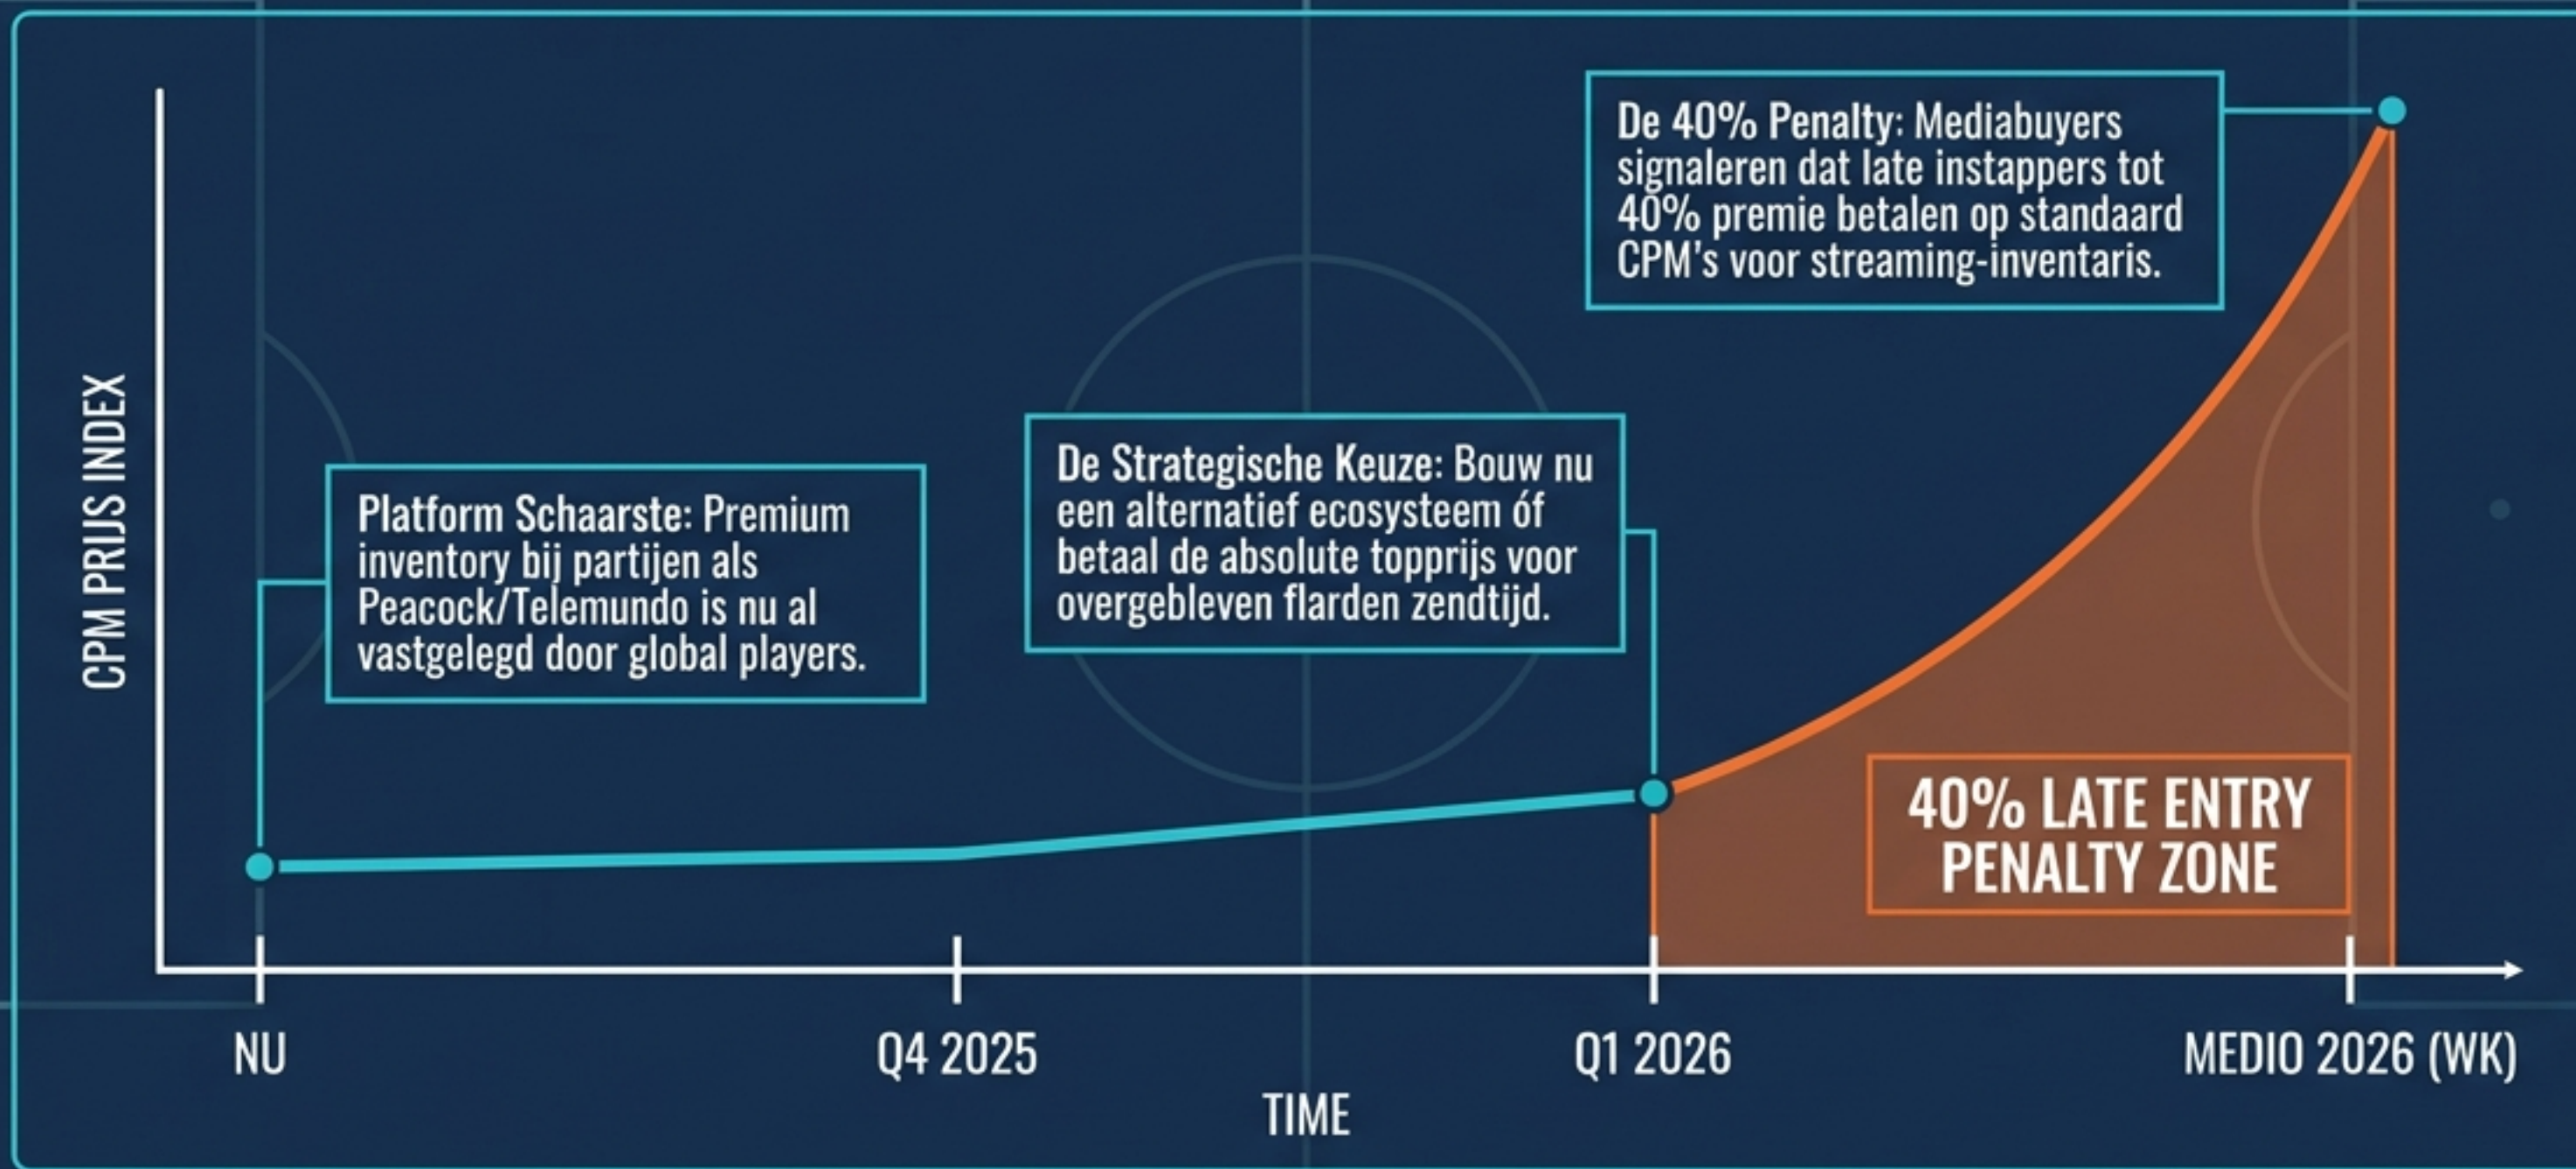 De 40% Penalty: Mediabuyers
signaleren dat late instappers tot
40% premie betalen op standaard
CPM's voor streaming-inventaris.
De Strategische Keuze: Bouw nu
een alternatief ecosysteem óf
betaal de absolute topprijs voor
overgebleven flarden zendtijd.
Platform Schaarste: Premium
inventory bij partijen als
Peacock/Telemundo is nu al
vastgelegd door global players.
CPM PRIJS INDEX
40% LATE ENTRY
PENALTY ZONE
NU
Q4 2025
Q1 2026
MEDIO 2026 (WK)
TIME